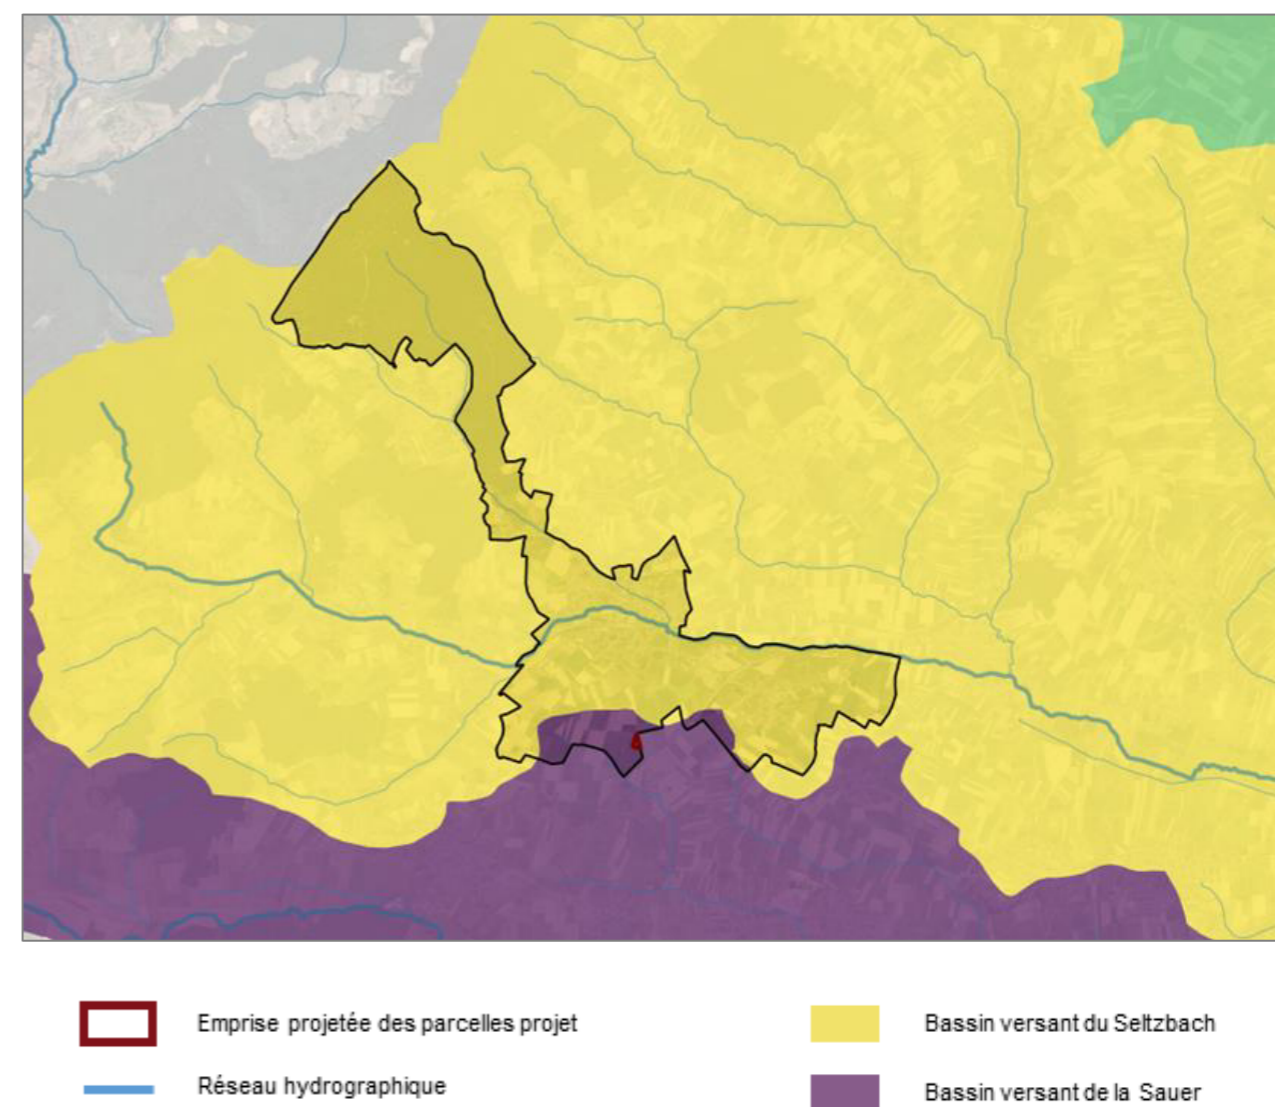 Emprise projetée des parcelles projet
Bassin versant du Seltzbach
Réseau hydrographique
Bassin versant de la Sauer